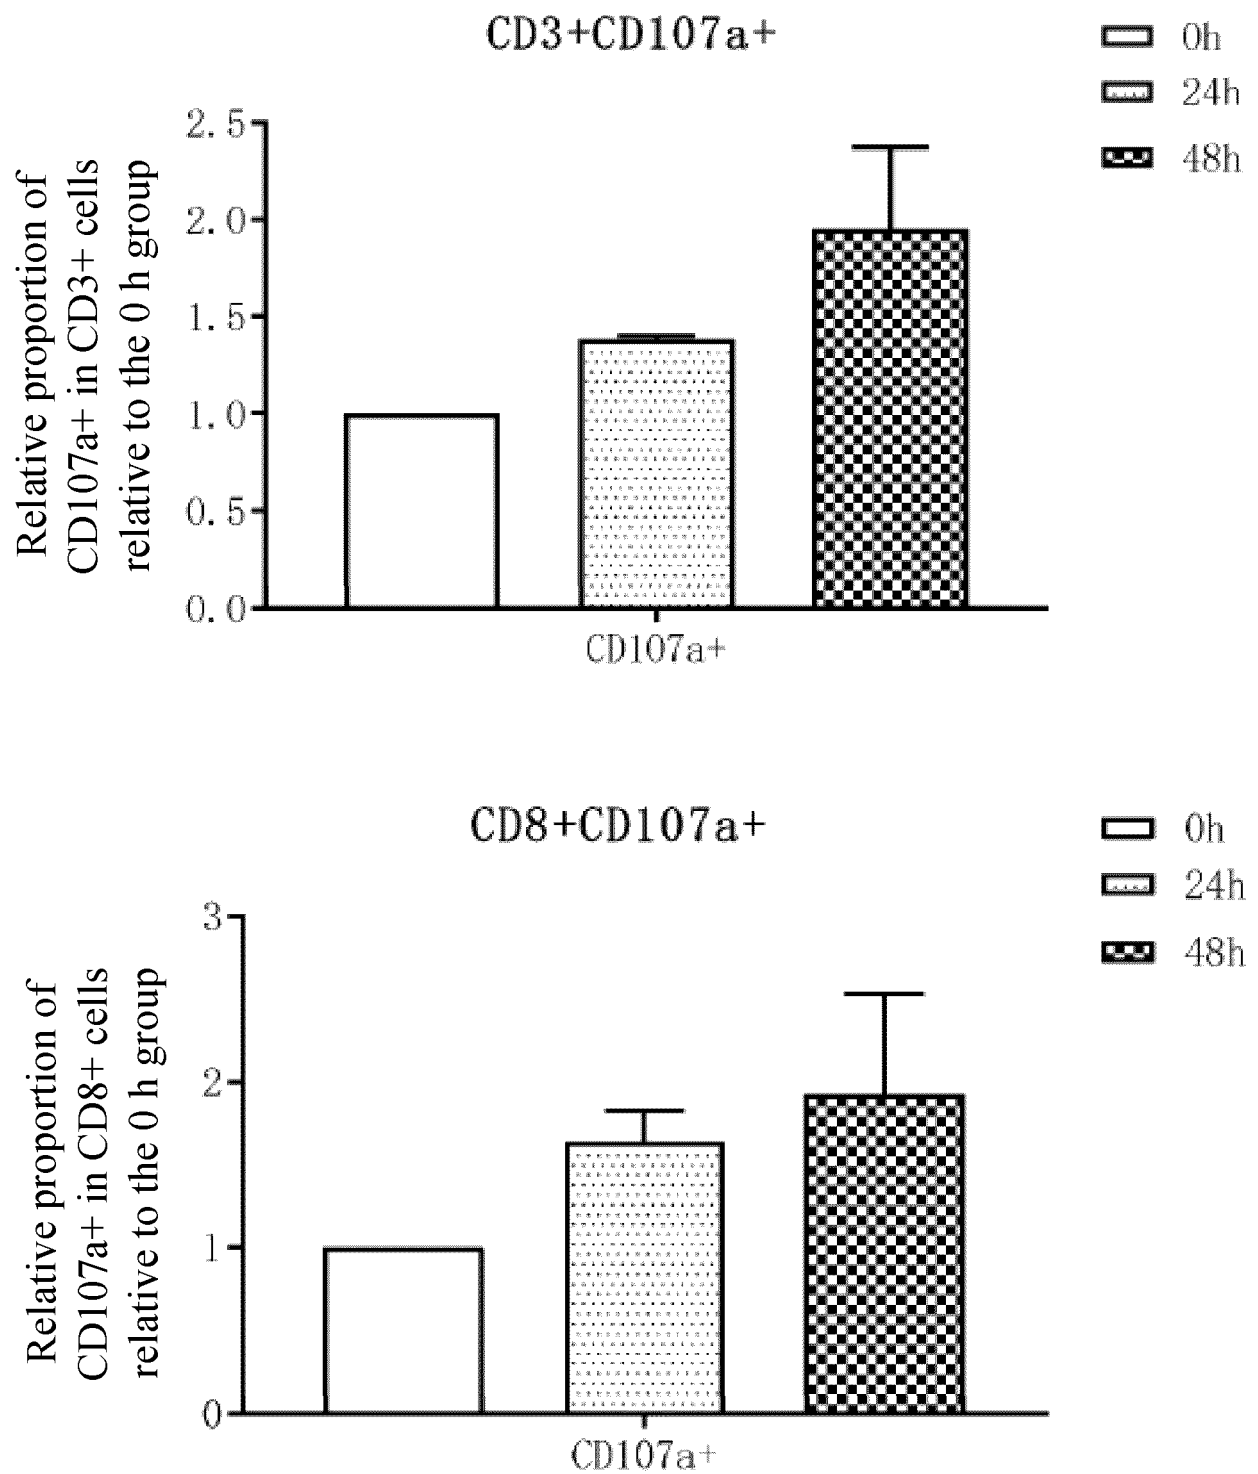 CD3+CD107a+
0h
24h
48h
Relative proportion of
CD107a+ in CD3+ cells
relative to the 0 h group
2.5
2.0
1.5
1.0
0.5
0.0
CD107a+
CD8+CD107a+
0h
24h
48h
Relative proportion of
CD107a+ in CD8+ cells
relative to the 0 h group
3
2
1
0
CD107a+